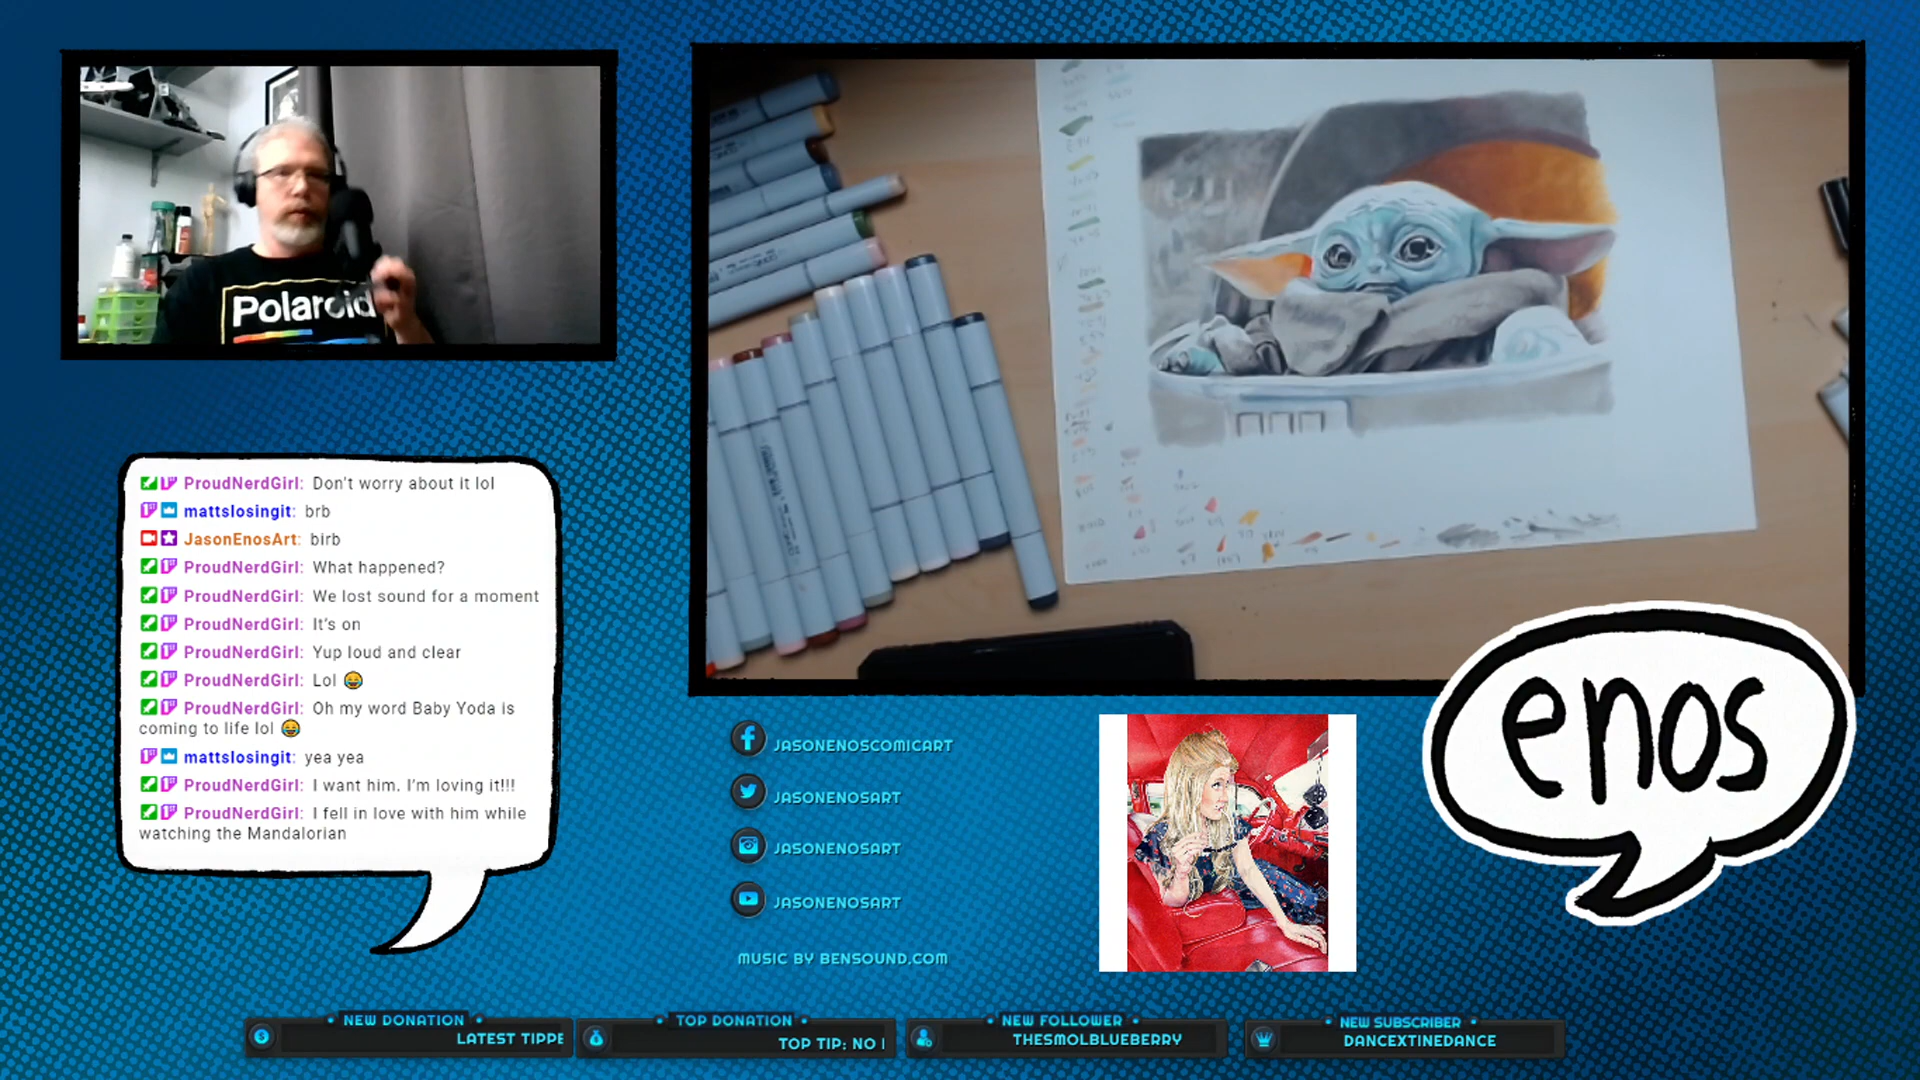 Polaroid
ProudNerdGirl: Don't worry about it lol
mattslosingit: brb
JasonEnosArt: birb
ProudNerdGirl: What happened?
ProudNerdGirl: We lost sound for a moment
ProudNerdGirl: It's on
ProudNerdGirl: Yup loud and clear
ProudNerdGirl: Lol 😂
ProudNerdGirl: Oh my word Baby Yoda is
coming to life lol 😂
mattslosingit: yea yea
ProudNerdGirl: I want him. I'm loving it!!!
ProudNerdGirl: I fell in love with him while
watching the Mandalorian
JASONENOSCOMICART
JASONENOSART
JASONENOSART
JASONENOSART
MUSIC BY BENSOUND.COM
enos
NEW DONATION
LATEST TIPPE
TOP DONATION
TOP TIP: NO
NEW FOLLOWER
THESMOLBLUEBERRY
NEW SUBSCRIBER
DANCEXTINEDANCE